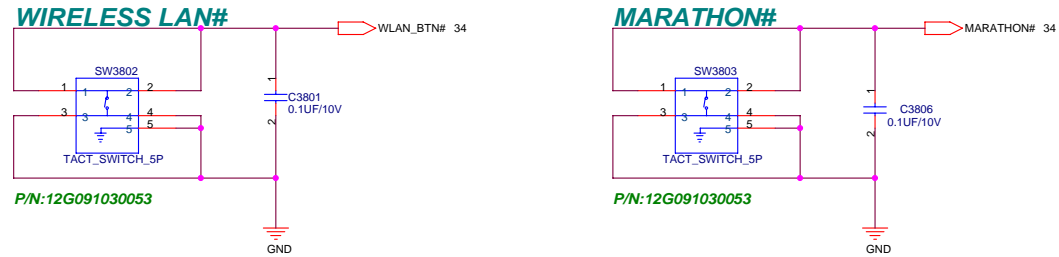 WIRELESS LAN#
WLAN_BTN# 34
SW3802
1 1 2 2
3 3 4 4
5 5
TACT_SWITCH_5P
1
C3801
0.1UF/10V
2
P/N:12G091030053
GND
MARATHON#
MARATHON# 34
SW3803
1 1 2 2
3 3 4 4
5 5
TACT_SWITCH_5P
1
C3806
0.1UF/10V
2
P/N:12G091030053
GND